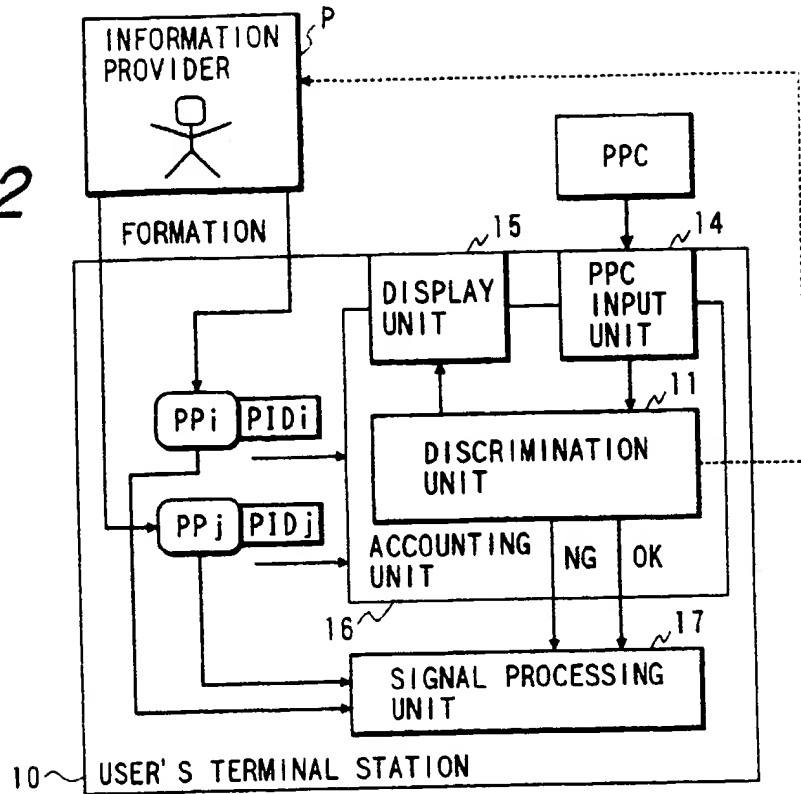 P
INFORMATION
PROVIDER
2
PPC
FORMATION
15
14
DISPLAY
UNIT
PPC
INPUT
UNIT
11
PPi PIDi
DISCRIMINATION
UNIT
PPj PIDj
ACCOUNTING
UNIT
NG OK
16
17
SIGNAL PROCESSING
UNIT
10
USER'S TERMINAL STATION